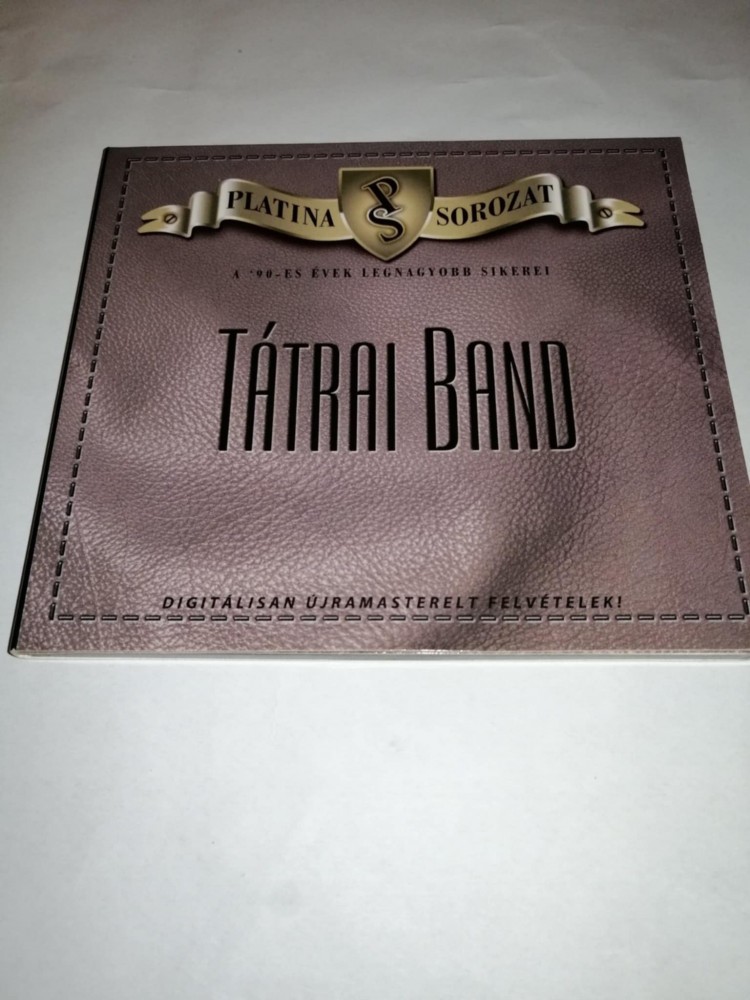 PLATINA PS SOROZAT
A '90-ES ÉVEK LEGNAGYOBB SIKEREI
TÁTRAI BAND
DIGITÁLISAN ÚJRAMASTERELT FELVÉTELEK!